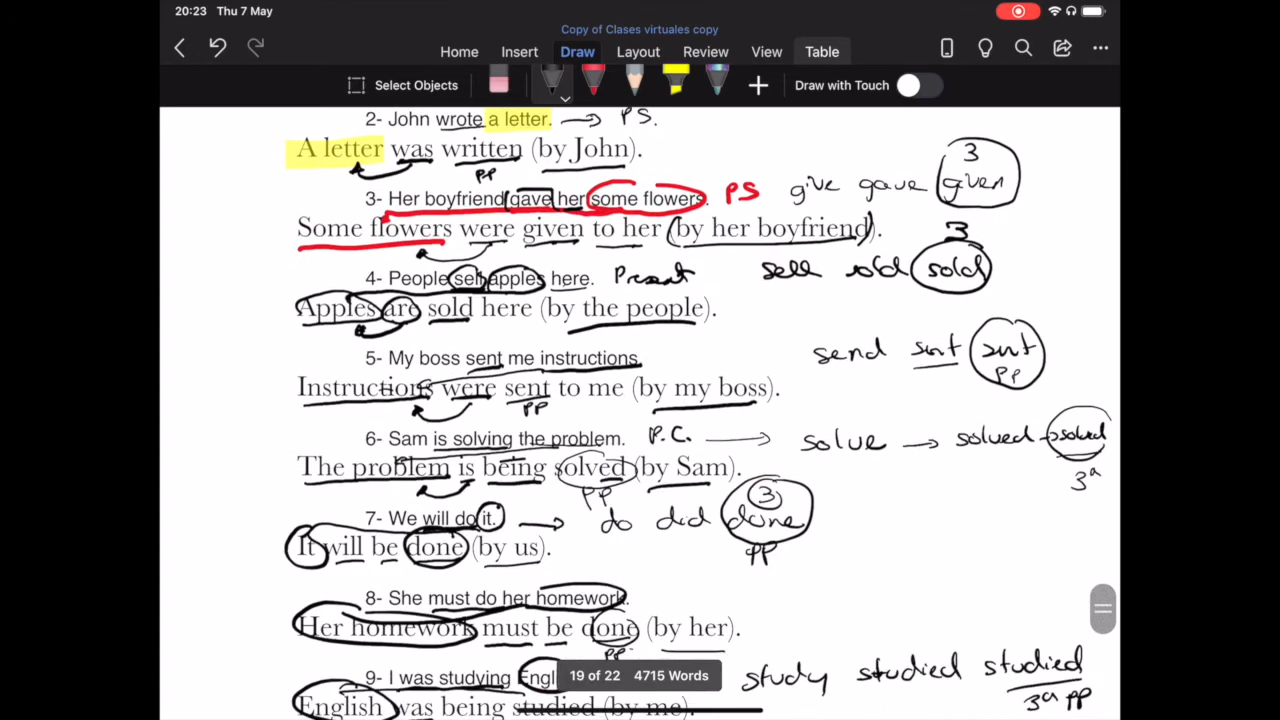 20:23 Thu 7 May
Copy of Clases virtuales copy
Home Insert Draw Layout Review View Table
Select Objects Draw with Touch
2- John wrote a letter. → PS.
A letter was written (by John).
PP
3
3- Her boyfriend gave her some flowers. PS give gave given
Some flowers were given to her (by her boyfriend).
3
4- People sell apples here. Present sell sold sold
Apples are sold here (by the people).
5- My boss sent me instructions. send sent sent
PP
Instructions were sent to me (by my boss).
PP
6- Sam is solving the problem. P.C. → solve → solved → solved
3ª
The problem is being solved (by Sam).
PP
3
7- We will do it. → do did done
PP
It will be done (by us).
8- She must do her homework.
Her homework must be done (by her).
PP
9- I was studying Engl study studied studied
3ª PP
19 of 22 4715 Words
English was being studied (by me).